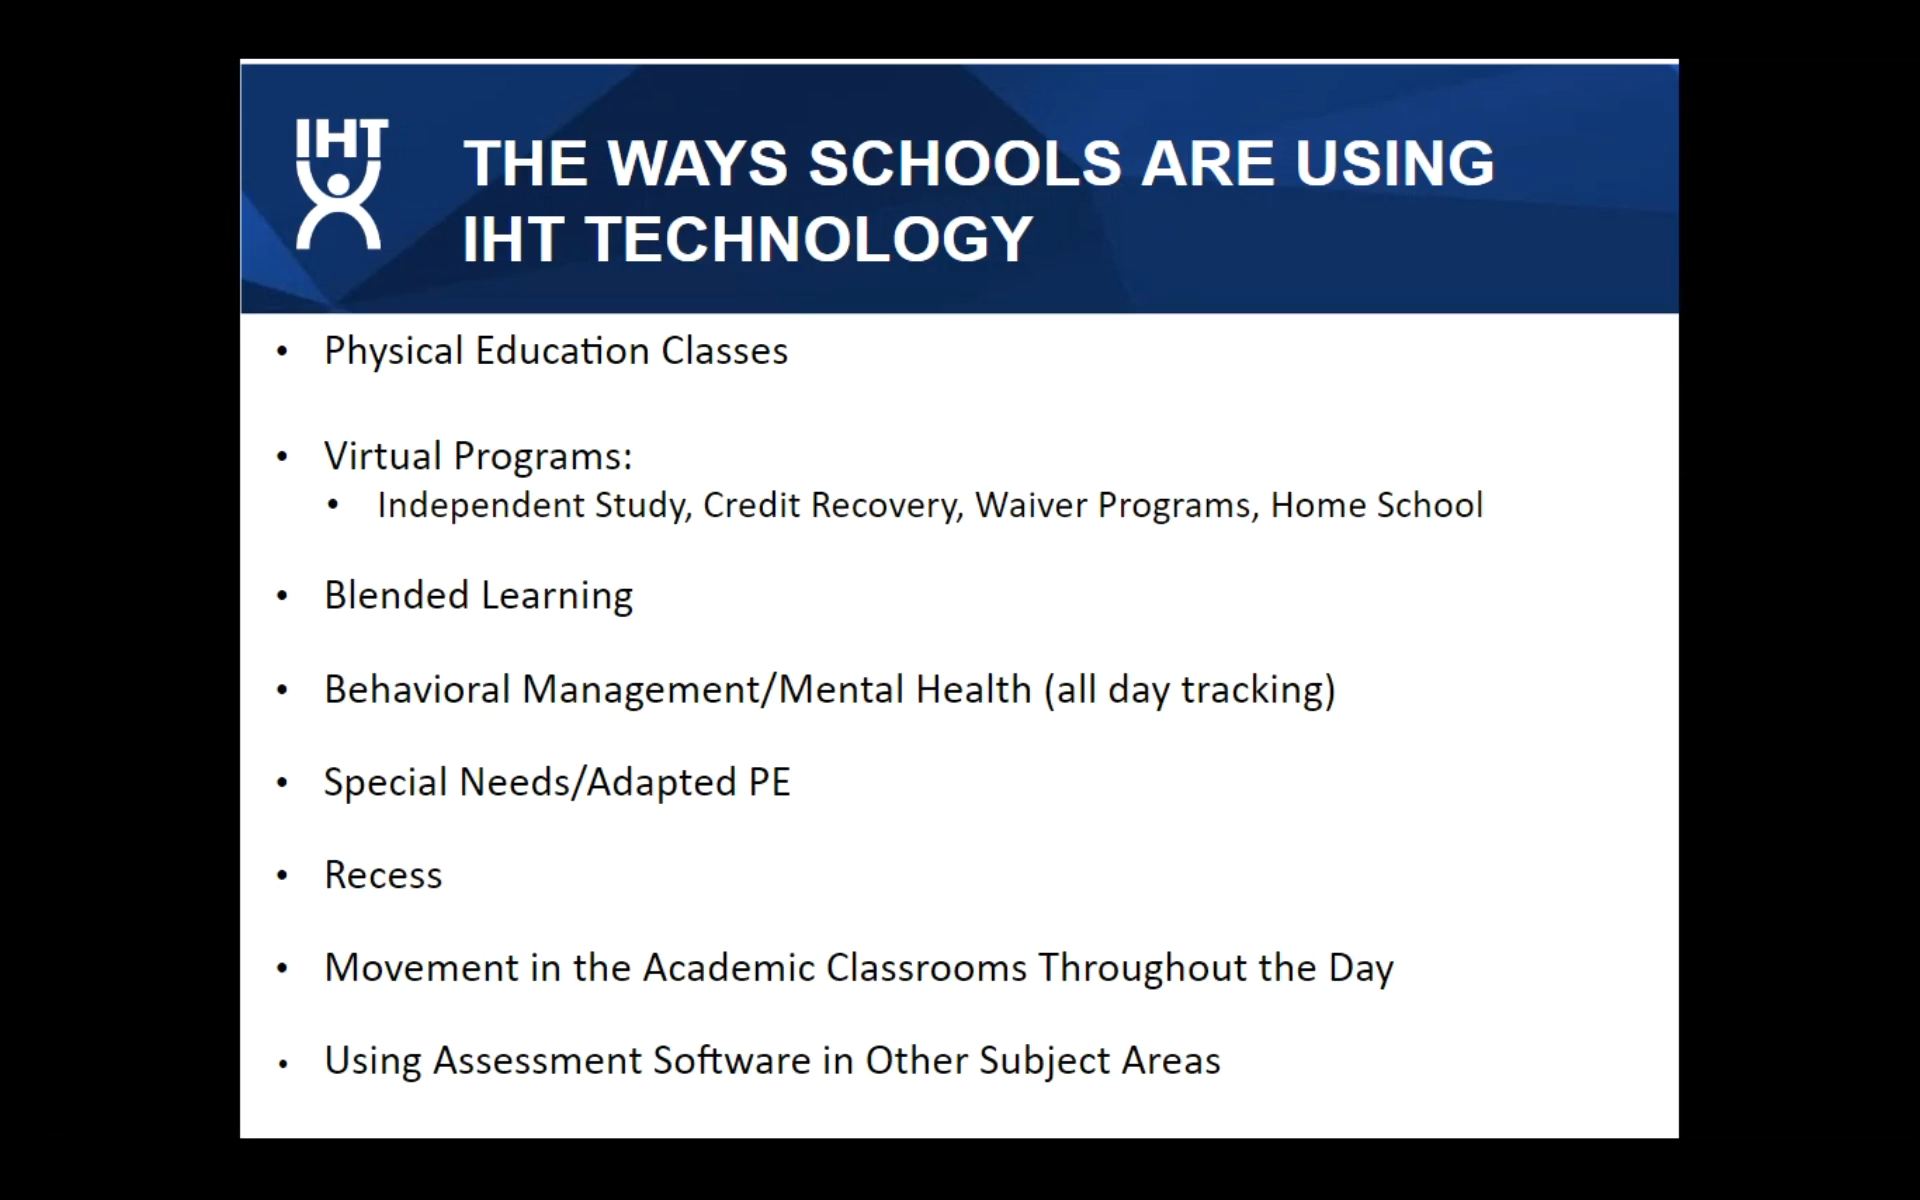 IHT
THE WAYS SCHOOLS ARE USING
IHT TECHNOLOGY
• Physical Education Classes
• Virtual Programs:
• Independent Study, Credit Recovery, Waiver Programs, Home School
• Blended Learning
• Behavioral Management/Mental Health (all day tracking)
• Special Needs/Adapted PE
• Recess
• Movement in the Academic Classrooms Throughout the Day
• Using Assessment Software in Other Subject Areas